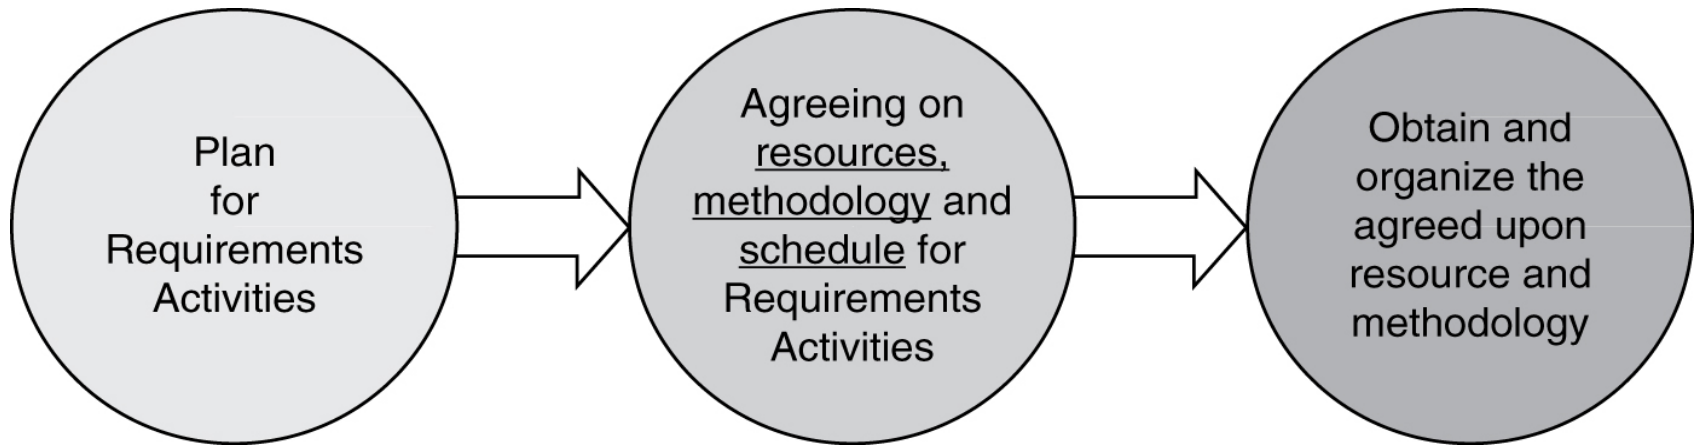 Plan
for
Requirements
Activities
Agreeing on
resources,
methodology and
schedule for
Requirements
Activities
Obtain and
organize the
agreed upon
resource and
methodology